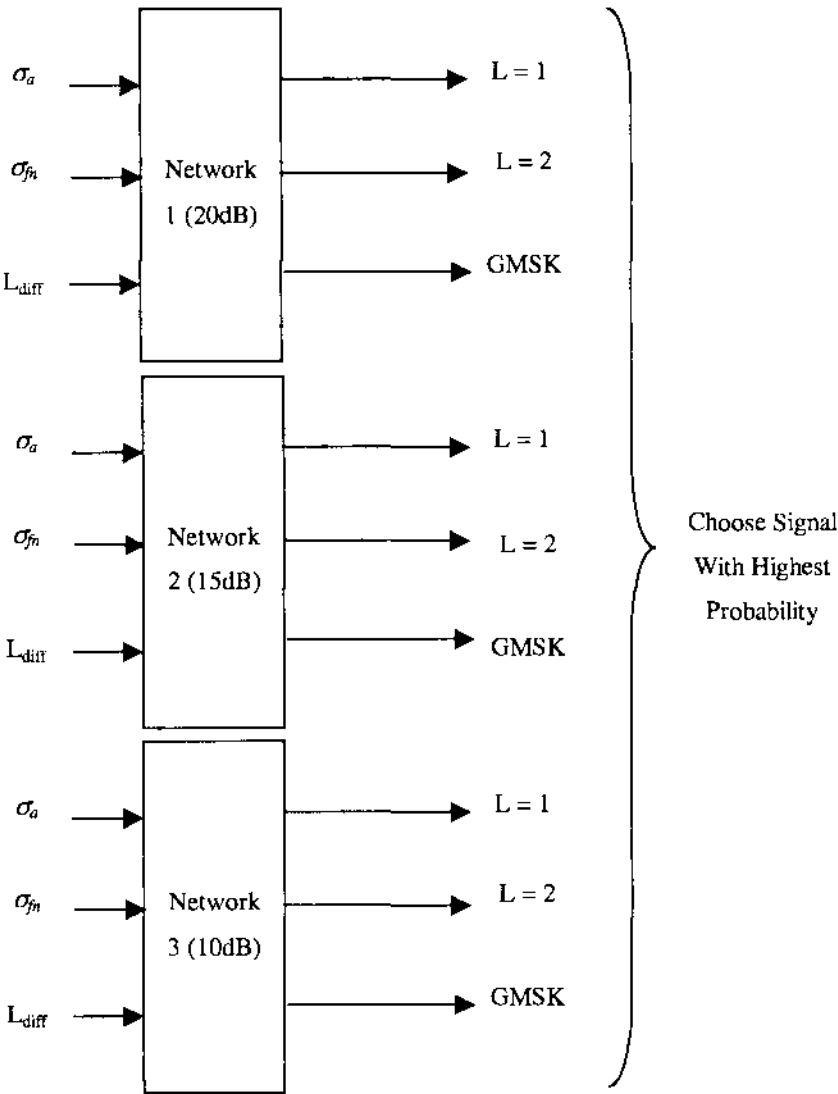 σa
L = 1
σfn
Network
L = 2
1 (20dB)
Ldiff
GMSK
σa
L = 1
σfn
Network
L = 2
2 (15dB)
Ldiff
GMSK
Choose Signal
With Highest
Probability
σa
L = 1
σfn
Network
L = 2
3 (10dB)
Ldiff
GMSK